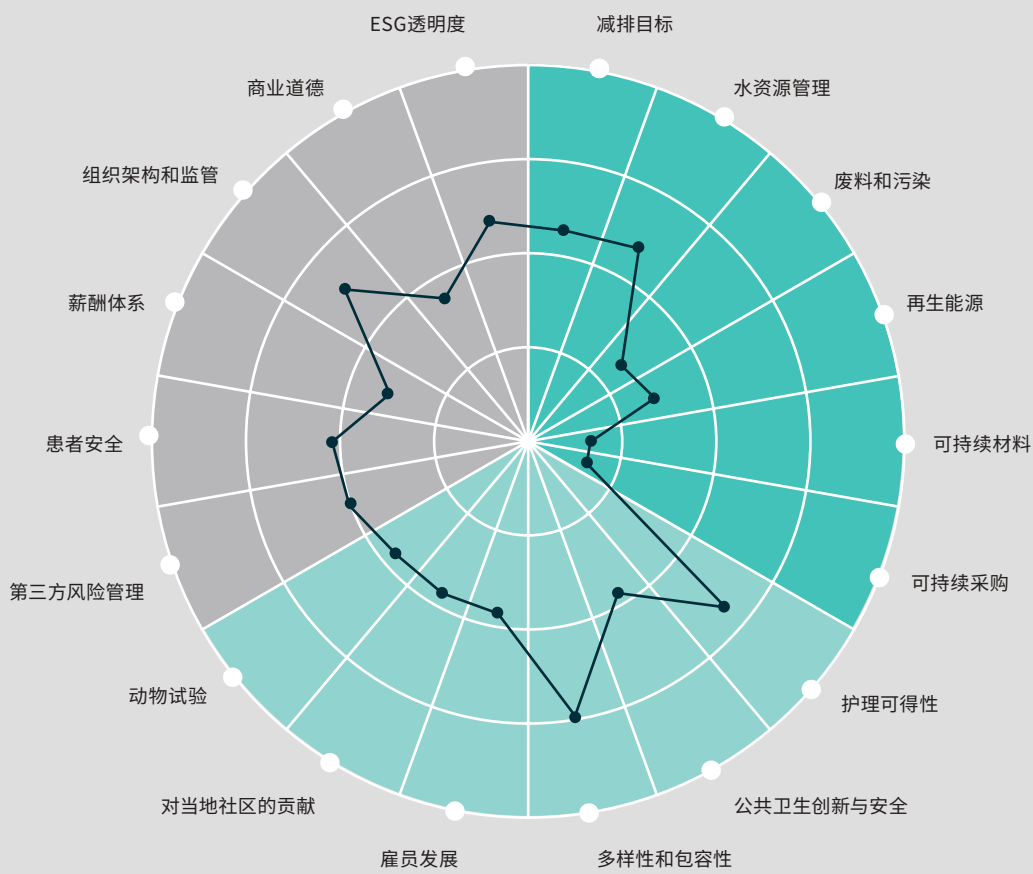 ESG透明度
减排目标
商业道德
水资源管理
组织架构和监管
废料和污染
薪酬体系
再生能源
患者安全
可持续材料
第三方风险管理
可持续采购
动物试验
护理可得性
对当地社区的贡献
公共卫生创新与安全
雇员发展
多样性和包容性